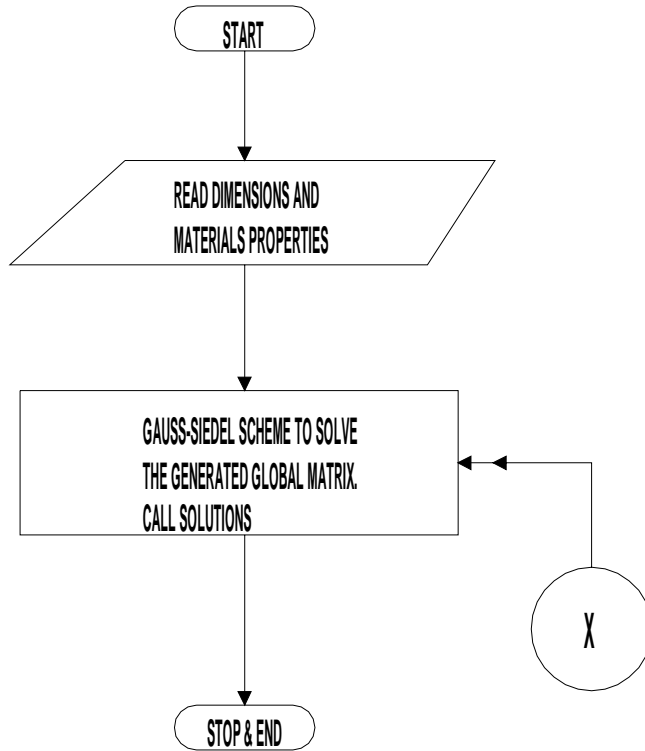 START
READ DIMENSIONS AND
MATERIALS PROPERTIES
GAUSS-SIEDEL SCHEME TO SOLVE
THE GENERATED GLOBAL MATRIX.
CALL SOLUTIONS
X
STOP & END